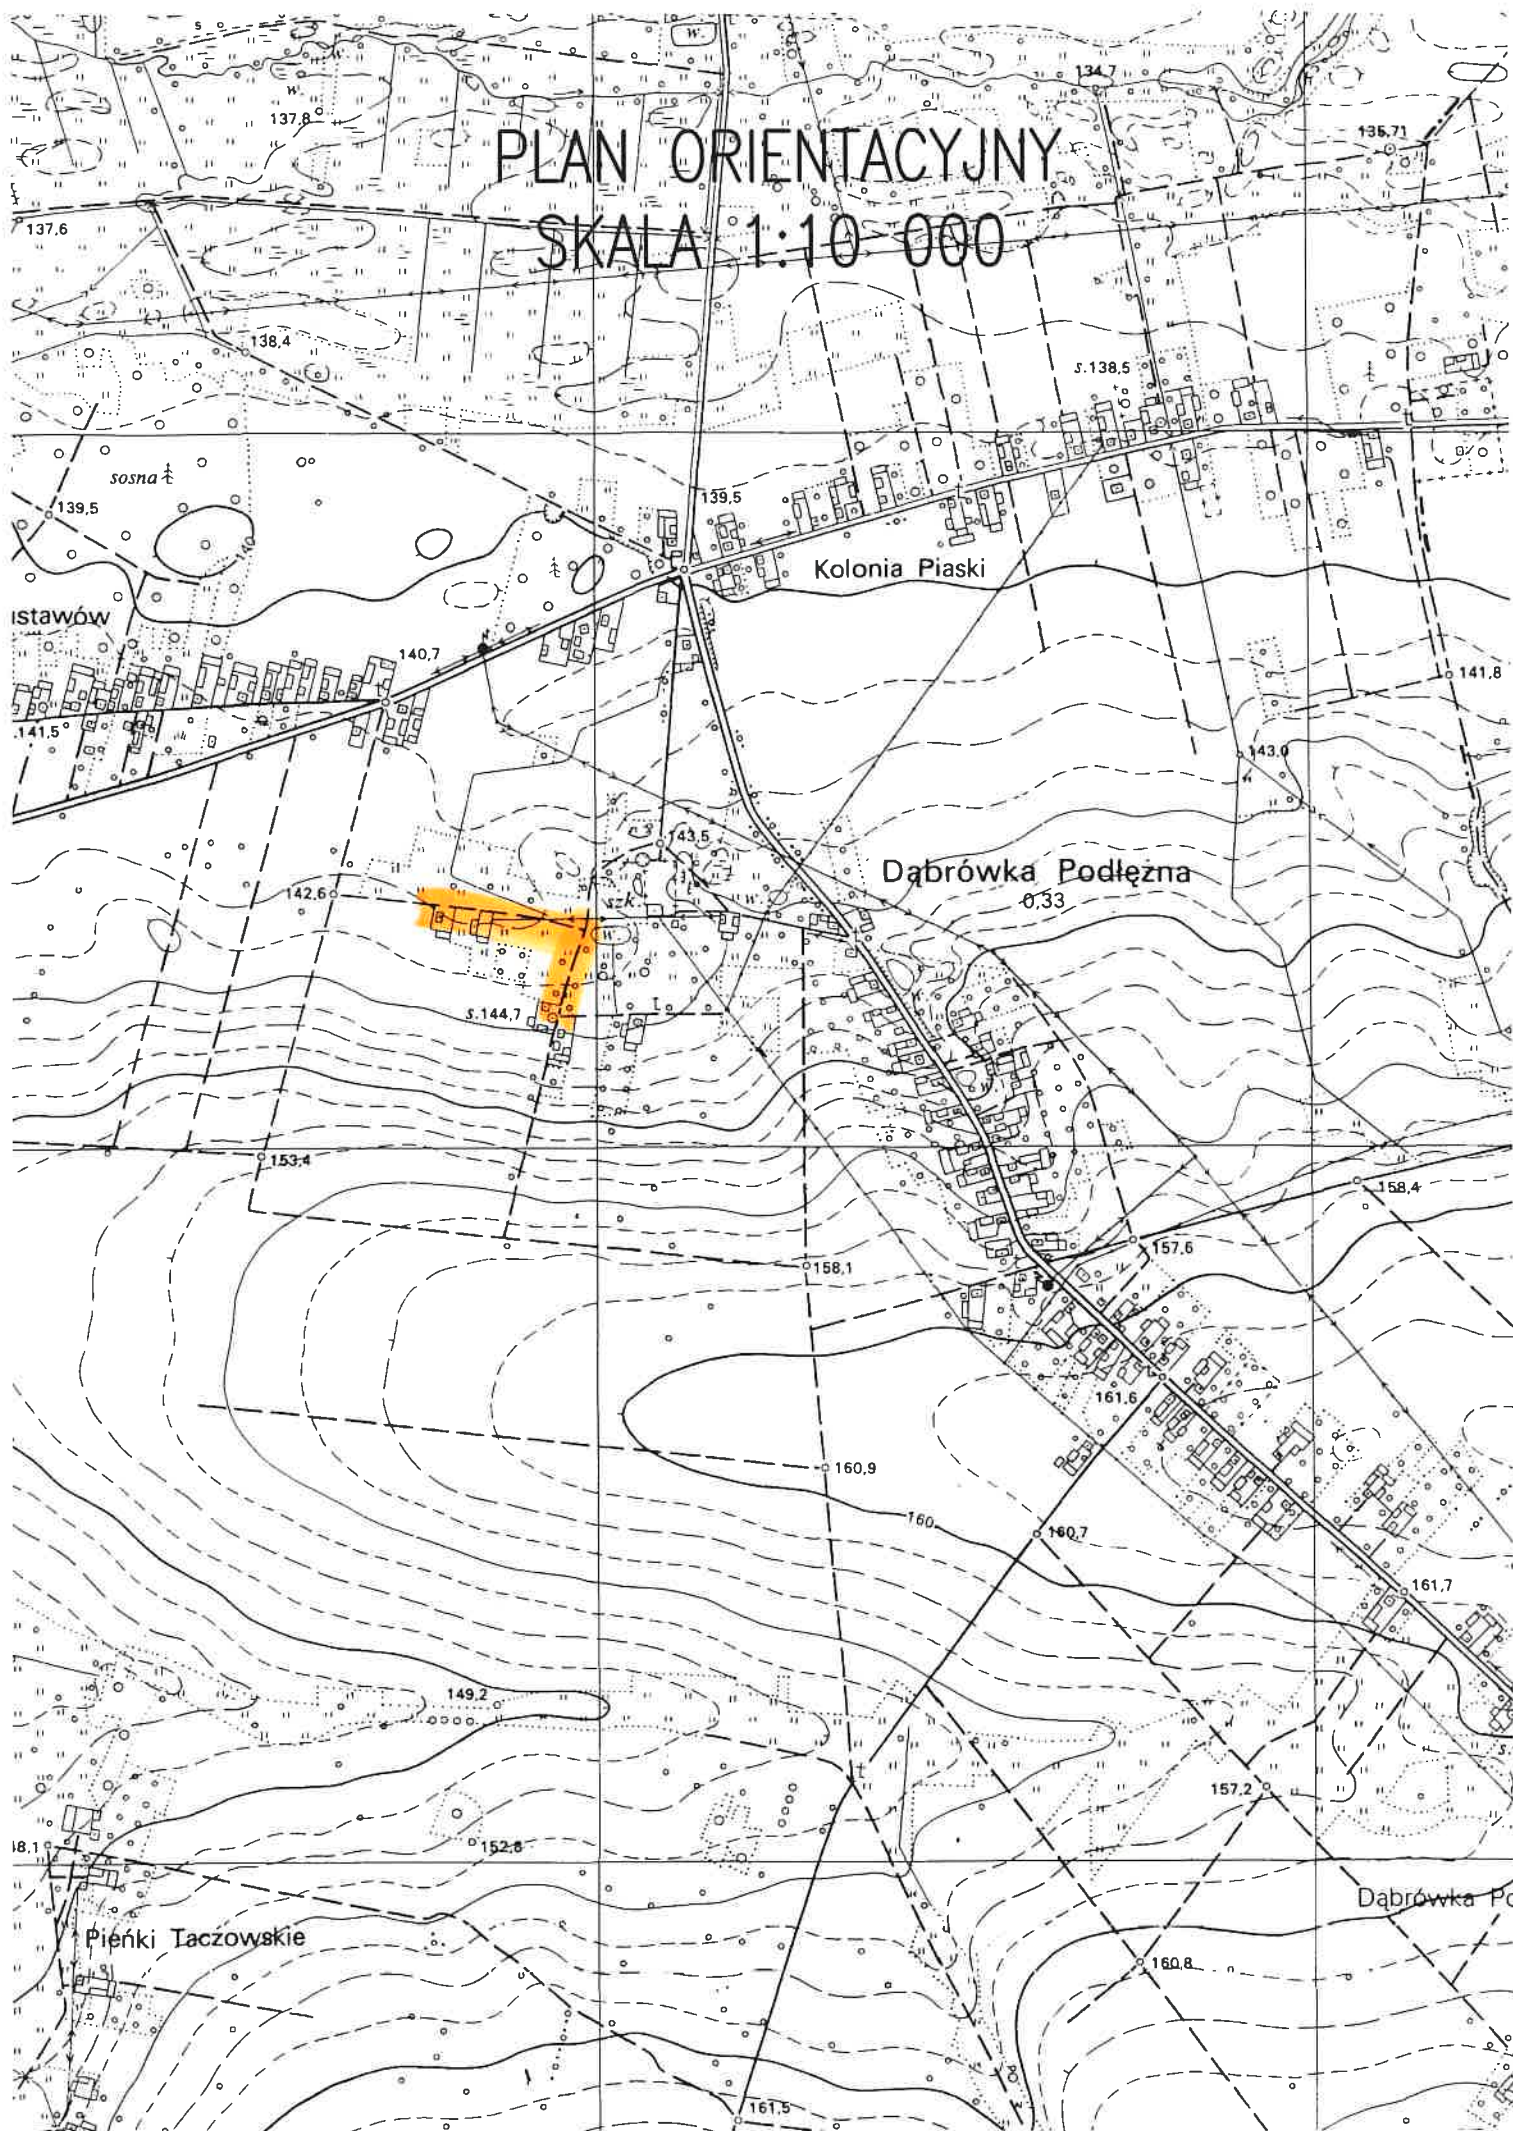 134,7
137,8
135,71
PLAN ORIENTACYJNY
137,6
SKALA 1:10 000
138,4
s.138,5
sosna
139,5
139,5
140
Kolonia Piaski
stawów
140,7
141,8
.141,5
143,0
143,5
Dąbrówka Podłężna
0,33
142,6
szk.
w.
w.
s.144,7
t
153,4
158,4
157,6
158,1
161,6
160,9
160
160,7
161,7
149,2
s.
t
157,2
152,8
Dąbrówka Po
Pieńki Taczowskie
160,8
161,5